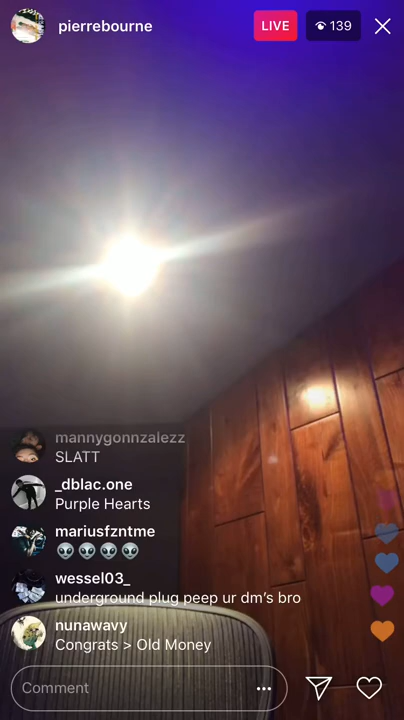 pierrebourne
LIVE
139
mannygonnzalezz
SLATT
_dblac.one
Purple Hearts
mariusfzntme
👽👽👽👽
wessel03_
underground plug peep ur dm’s bro
nunawavy
Congrats > Old Money
Comment